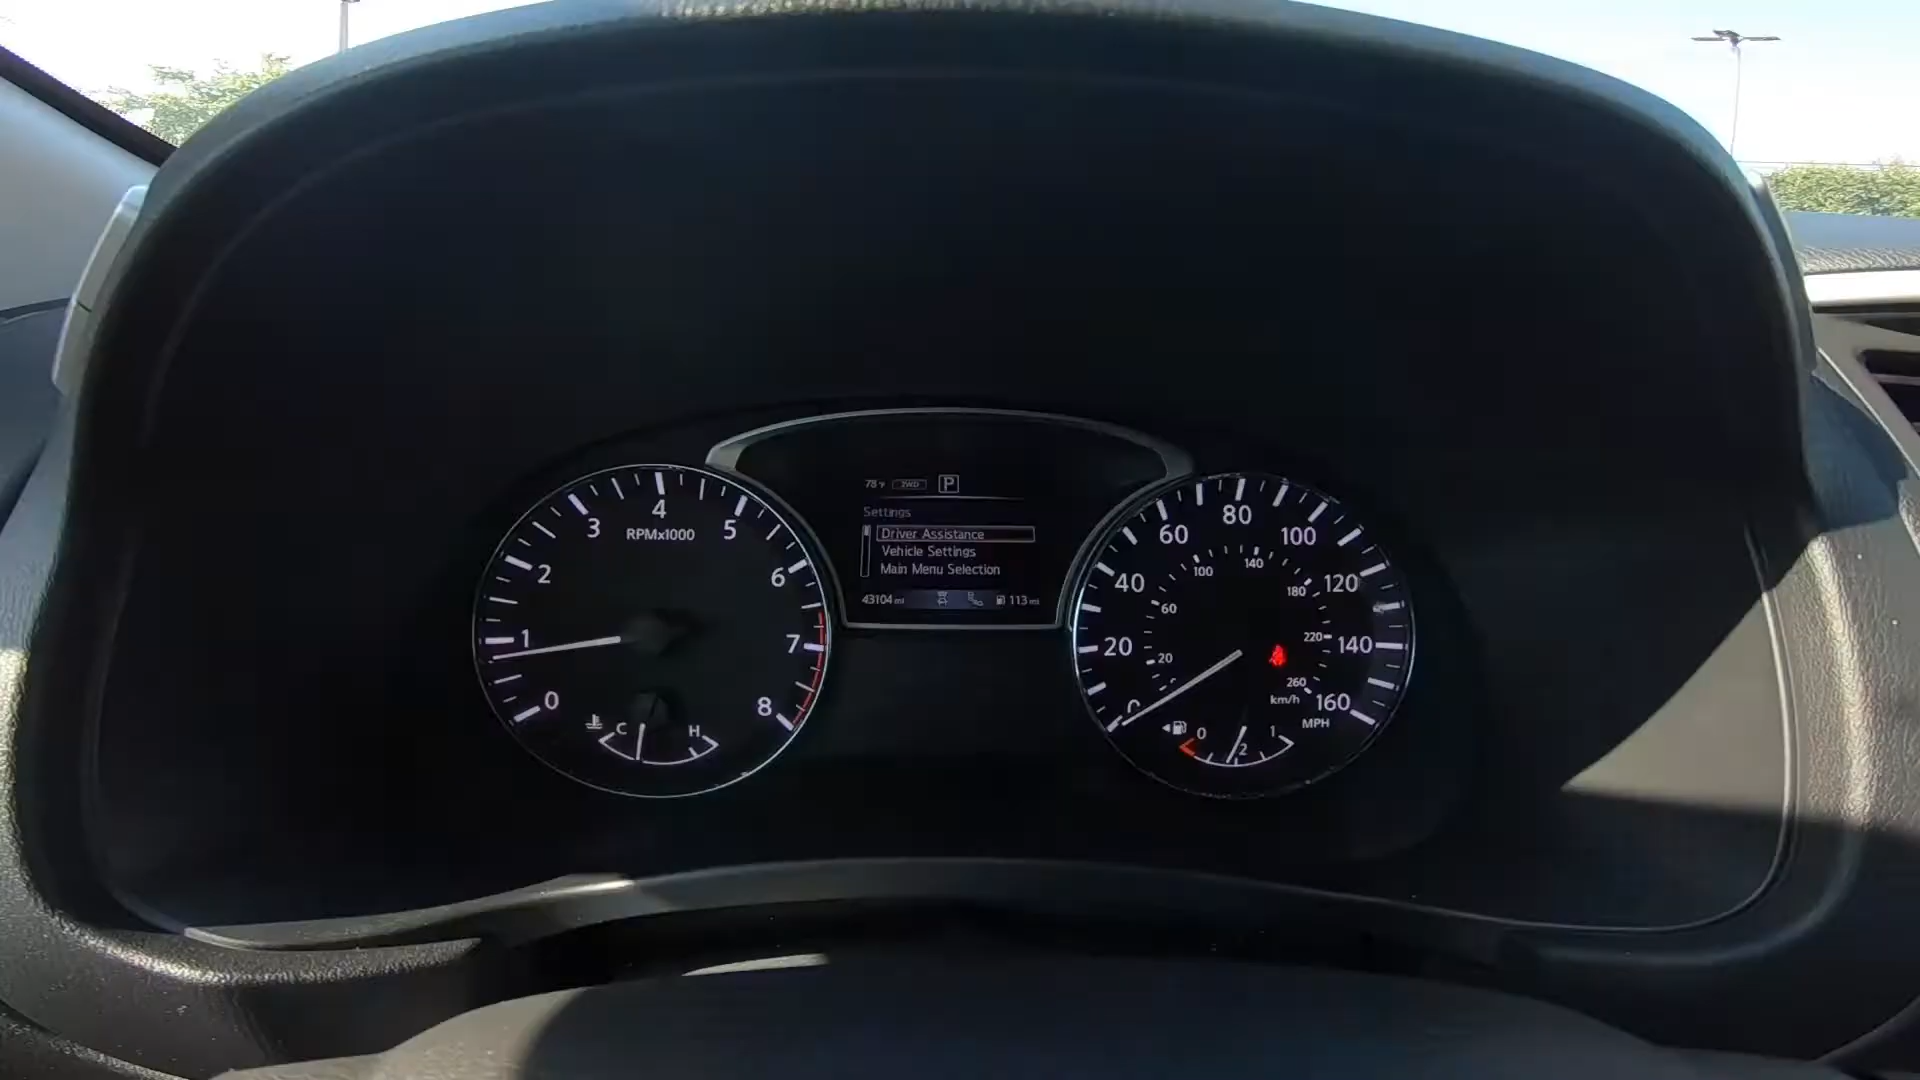 78°F 2WD P
Settings
Driver Assistance
Vehicle Settings
Main Menu Selection
43104 mi 113 mi
0 1 2 3 4 5 6 7 8
RPMx1000
C H
0 20 40 60 80 100 120 140 160
MPH
20 60 100 140 180 220 260
km/h
0 1/2 1